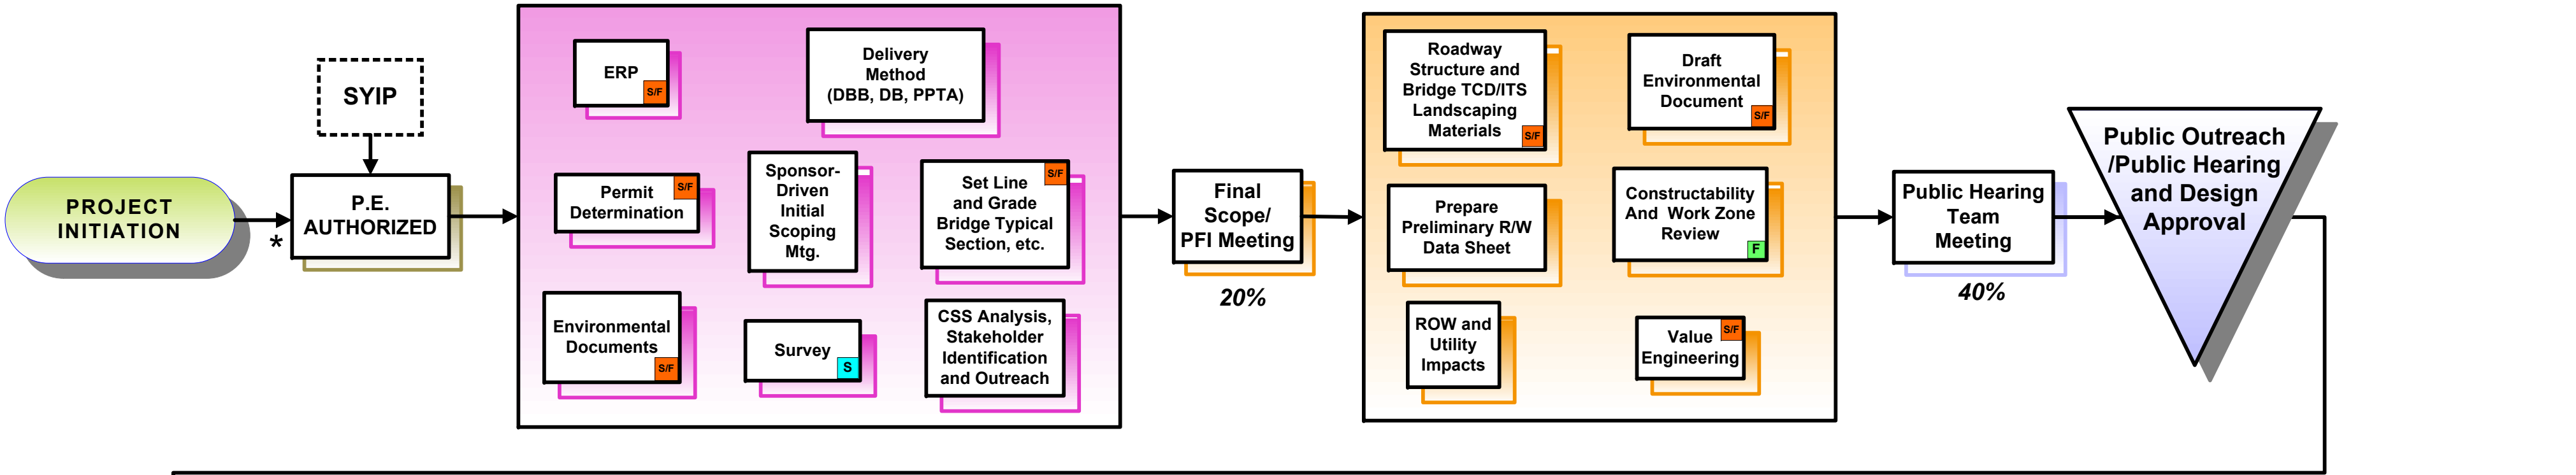 PROJECT
INITIATION
*
SYIP
P.E.
AUTHORIZED
ERP
S/F
Delivery
Method
(DBB, DB, PPTA)
Permit
Determination
S/F
Sponsor-
Driven
Initial
Scoping
Mtg.
Set Line
and Grade
Bridge Typical
Section, etc.
S/F
Environmental
Documents
S/F
Survey
S
CSS Analysis,
Stakeholder
Identification
and Outreach
Final
Scope/
PFI Meeting
20%
Roadway
Structure and
Bridge TCD/ITS
Landscaping
Materials
S/F
Draft
Environmental
Document
S/F
Prepare
Preliminary R/W
Data Sheet
Constructability
And Work Zone
Review
F
ROW and
Utility
Impacts
Value
Engineering
S/F
Public Hearing
Team
Meeting
40%
Public Outreach
/Public Hearing
and Design
Approval